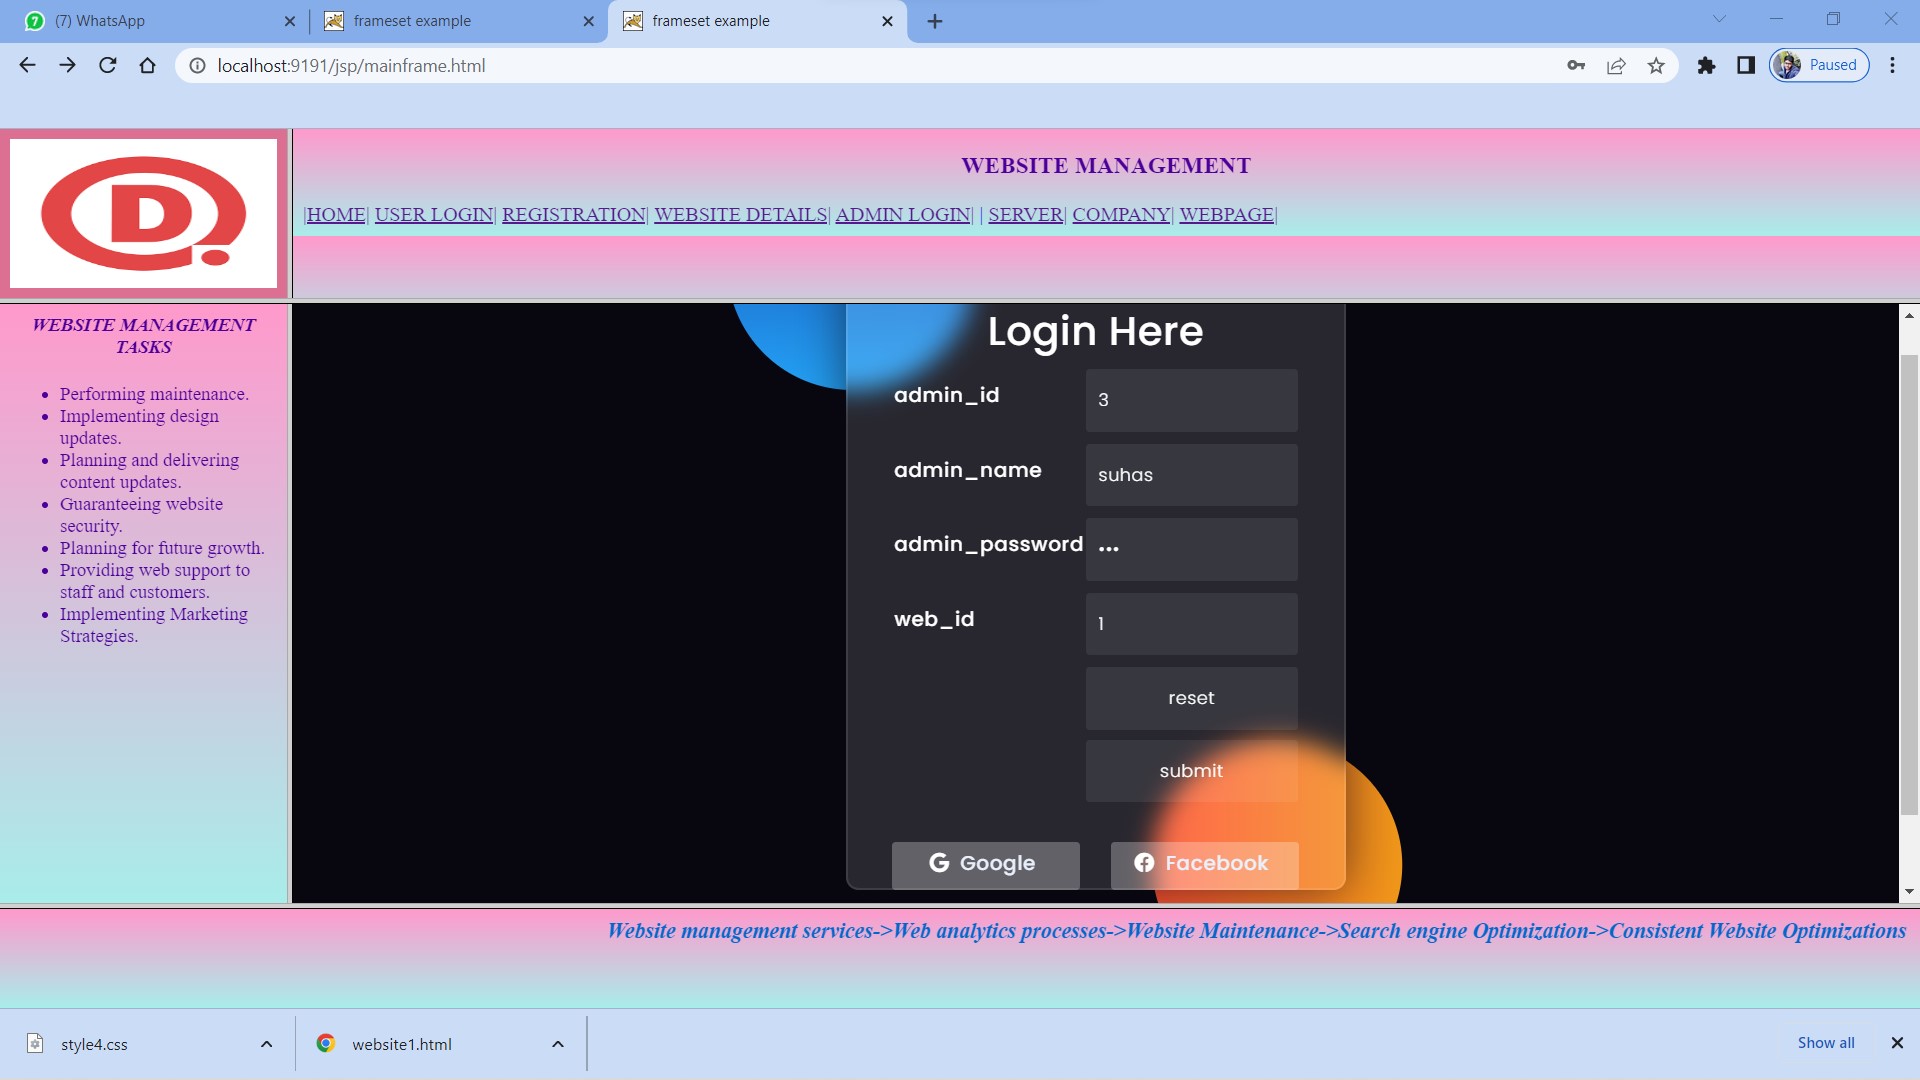 (7) WhatsApp
frameset example
frameset example
localhost:9191/jsp/mainframe.html
Paused
D
WEBSITE MANAGEMENT
|HOME| USER LOGIN| REGISTRATION| WEBSITE DETAILS| ADMIN LOGIN| | SERVER| COMPANY| WEBPAGE|
WEBSITE MANAGEMENT
TASKS
• Performing maintenance.
• Implementing design
updates.
• Planning and delivering
content updates.
• Guaranteeing website
security.
• Planning for future growth.
• Providing web support to
staff and customers.
• Implementing Marketing
Strategies.
Login Here
admin_id 3
admin_name suhas
admin_password •••
web_id 1
reset
submit
Google Facebook
Website management services->Web analytics processes->Website Maintenance->Search engine Optimization->Consistent Website Optimizations
style4.css
website1.html
Show all